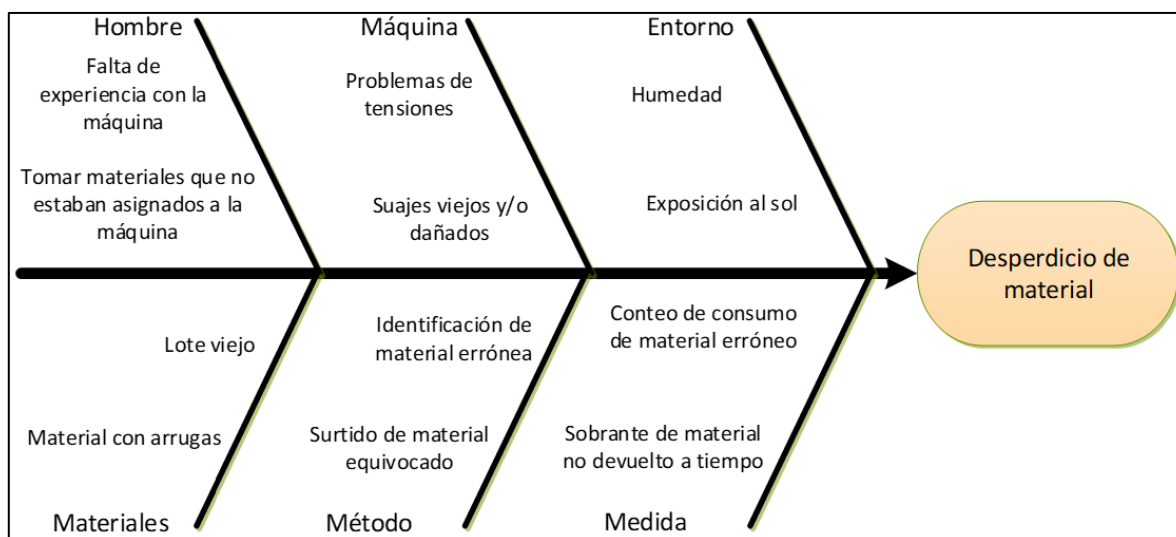 Hombre
Falta de
experiencia con la
máquina
Tomar materiales que no
estaban asignados a la
máquina
Máquina
Problemas de
tensiones
Suajes viejos y/o
dañados
Entorno
Humedad
Exposición al sol
Desperdicio de
material
Lote viejo
Material con arrugas
Materiales
Identificación de
material errónea
Surtido de material
equivocado
Método
Conteo de consumo
de material erróneo
Sobrante de material
no devuelto a tiempo
Medida